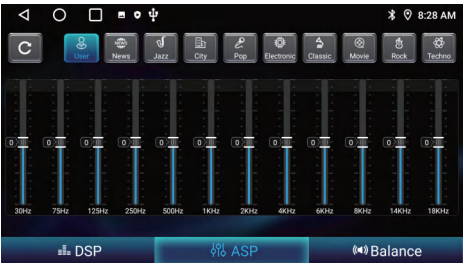 8:28 AM
User NEWS News Jazz City Pop Electronic Classic Movie Rock Techno
0 0 0 0 0 0 0 0 0 0 0 0
30Hz 75Hz 125Hz 250Hz 500Hz 1KHz 2KHz 4KHz 6KHz 8KHz 14KHz 18KHz
DSP ASP Balance